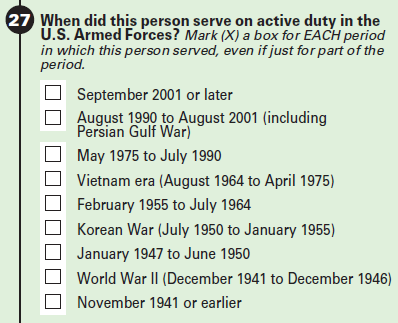 27 When did this person serve on active duty in the
U.S. Armed Forces? Mark (X) a box for EACH period
in which this person served, even if just for part of the
period.
September 2001 or later
August 1990 to August 2001 (including
Persian Gulf War)
May 1975 to July 1990
Vietnam era (August 1964 to April 1975)
February 1955 to July 1964
Korean War (July 1950 to January 1955)
January 1947 to June 1950
World War II (December 1941 to December 1946)
November 1941 or earlier